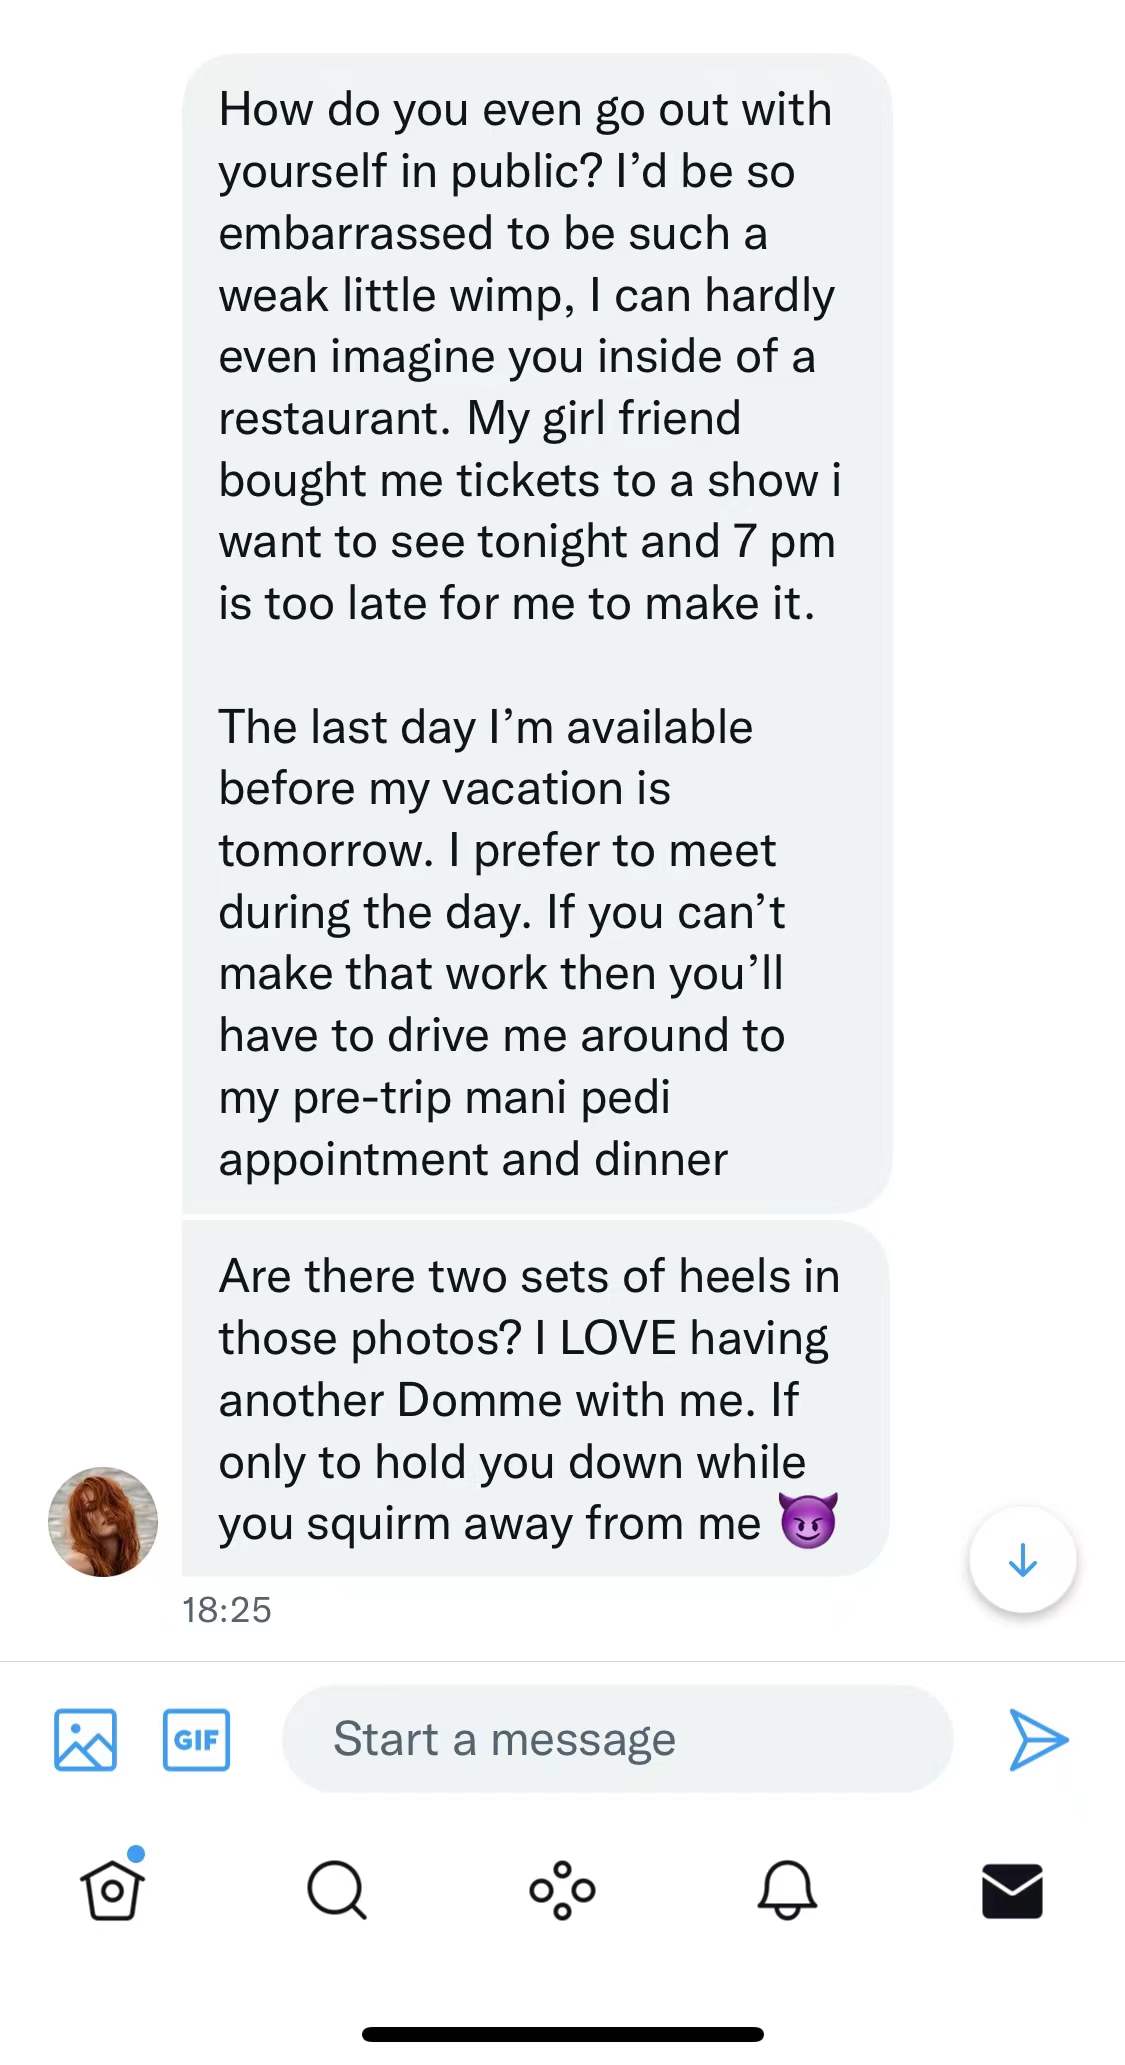 How do you even go out with
yourself in public? I’d be so
embarrassed to be such a
weak little wimp, I can hardly
even imagine you inside of a
restaurant. My girl friend
bought me tickets to a show i
want to see tonight and 7 pm
is too late for me to make it.
The last day I’m available
before my vacation is
tomorrow. I prefer to meet
during the day. If you can’t
make that work then you’ll
have to drive me around to
my pre-trip mani pedi
appointment and dinner
Are there two sets of heels in
those photos? I LOVE having
another Domme with me. If
only to hold you down while
you squirm away from me 😈
18:25
GIF
Start a message